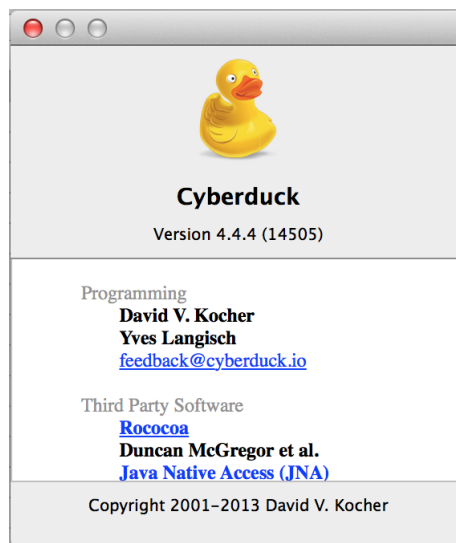 Cyberduck
Version 4.4.4 (14505)
Programming
David V. Kocher
Yves Langisch
feedback@cyberduck.io
Third Party Software
Rococoa
Duncan McGregor et al.
Java Native Access (JNA)
Copyright 2001–2013 David V. Kocher